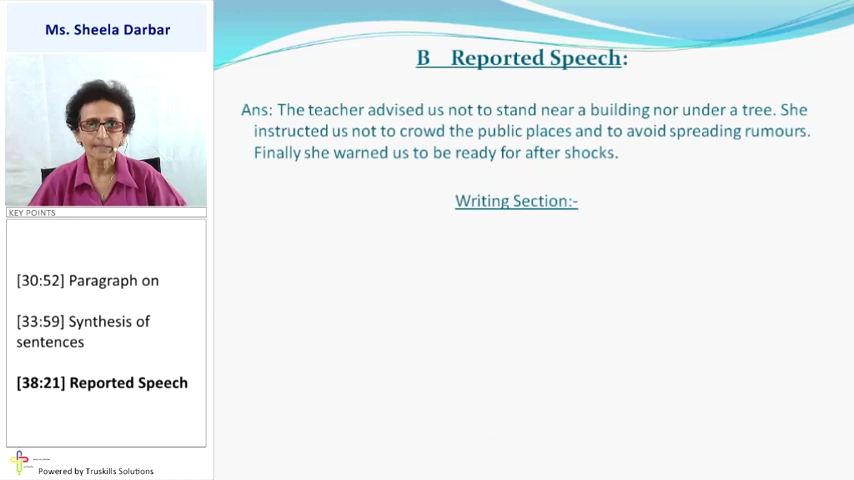 Ms. Sheela Darbar
KEY POINTS
[30:52] Paragraph on
[33:59] Synthesis of
sentences
[38:21] Reported Speech
Powered by Truskills Solutions
B Reported Speech:
Ans: The teacher advised us not to stand near a building nor under a tree. She
instructed us not to crowd the public places and to avoid spreading rumours.
Finally she warned us to be ready for after shocks.
Writing Section:-